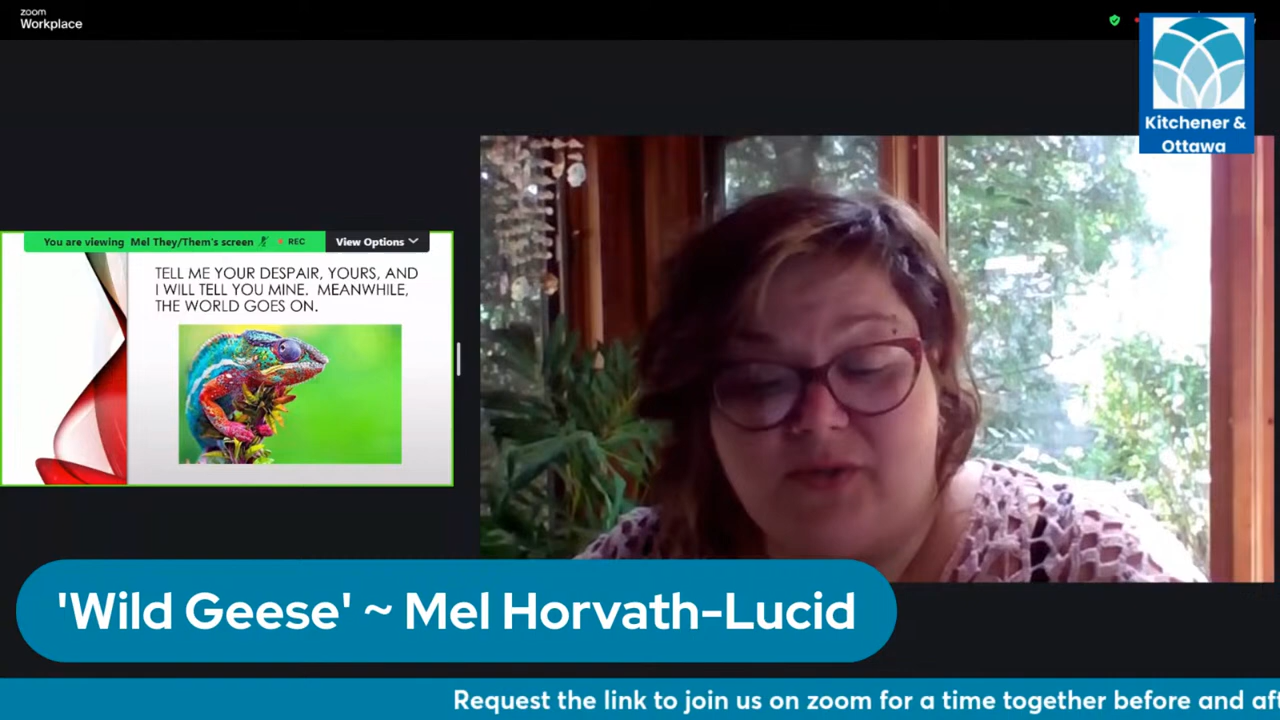 zoom
Workplace
Kitchener &
Ottawa
You are viewing Mel They/Them's screen
REC
View Options
TELL ME YOUR DESPAIR, YOURS, AND
I WILL TELL YOU MINE. MEANWHILE,
THE WORLD GOES ON.
'Wild Geese' ~ Mel Horvath-Lucid
Request the link to join us on zoom for a time together before and